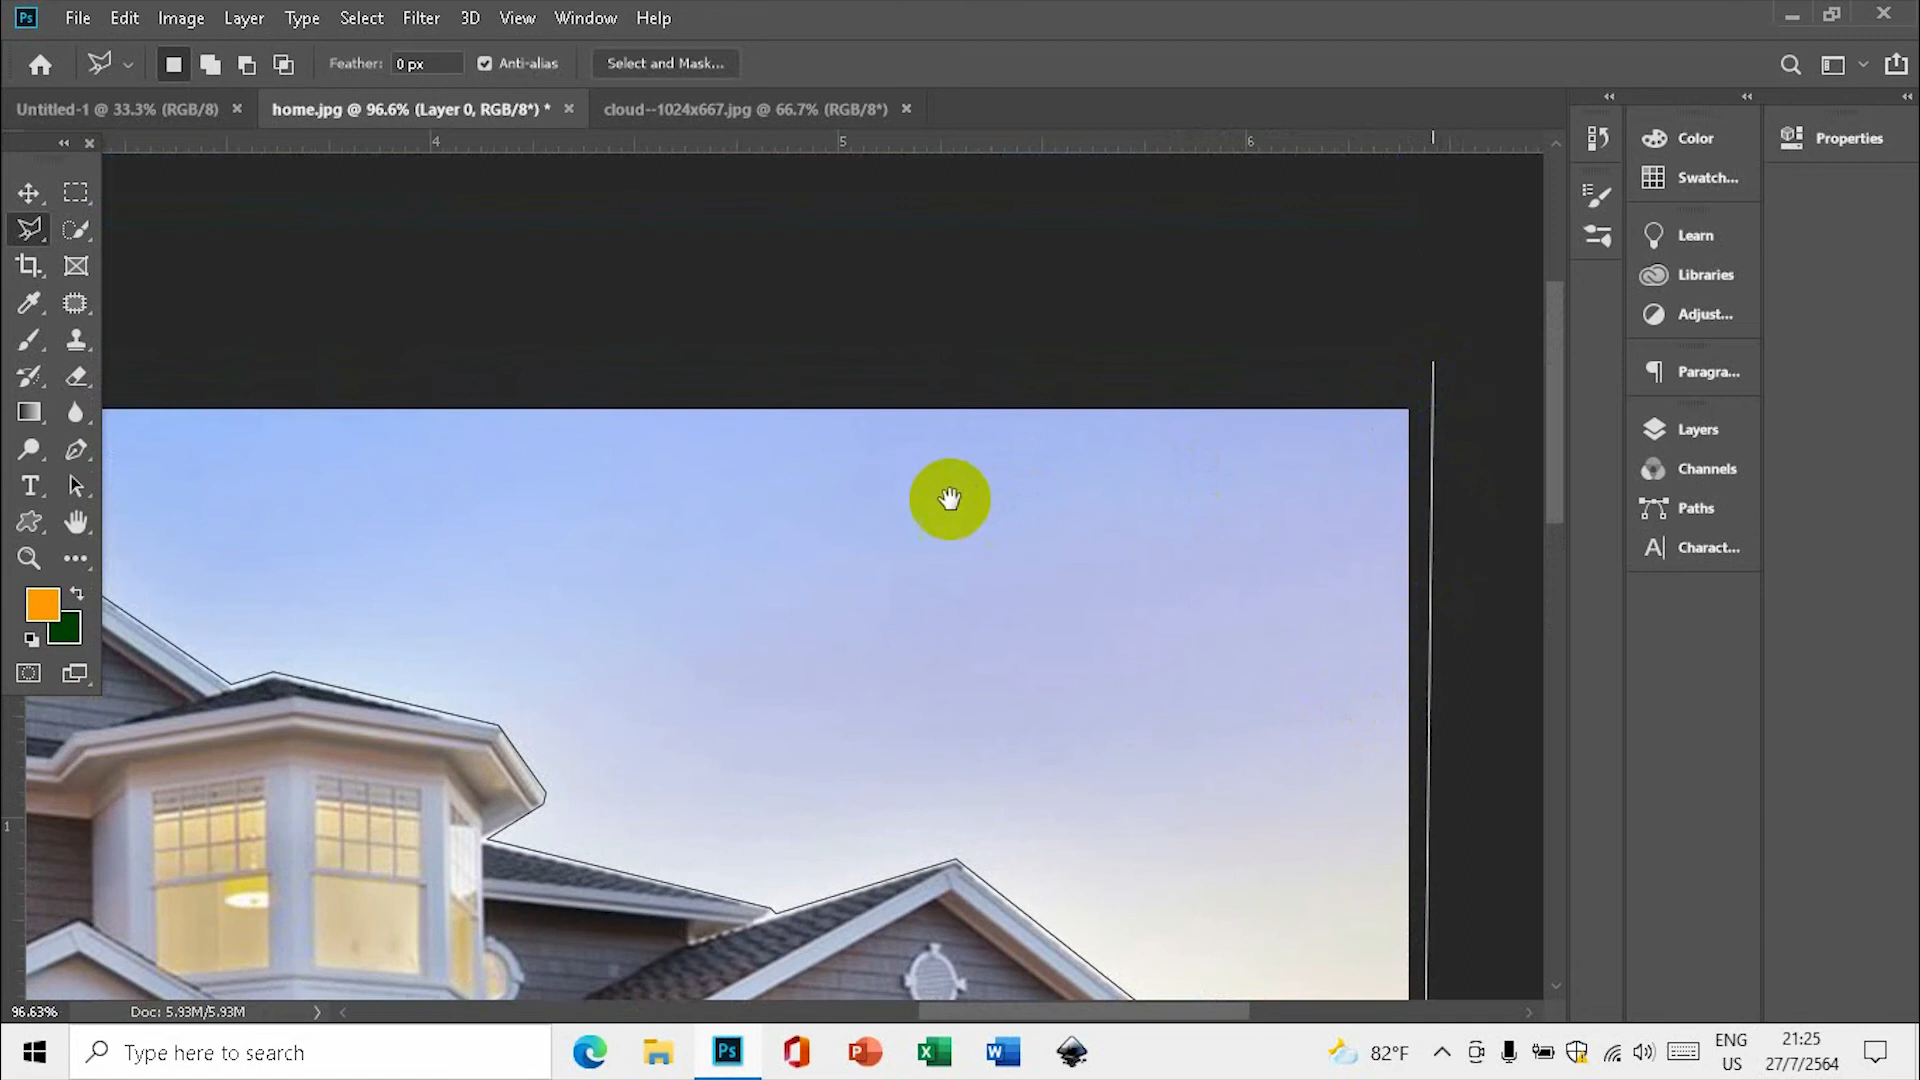 Ps File Edit Image Layer Type Select Filter 3D View Window Help
Feather: 0 px Anti-alias Select and Mask...
Untitled-1 @ 33.3% (RGB/8) × home.jpg @ 96.6% (Layer 0, RGB/8*) * × cloud--1024x667.jpg @ 66.7% (RGB/8*) ×
4 5 6
Color
Swatch...
Learn
Libraries
Adjust...
Paragra...
Layers
Channels
Paths
Charact...
Properties
1
96.63% Doc: 5.93M/5.93M
Type here to search
82°F
ENG
US
21:25
27/7/2564